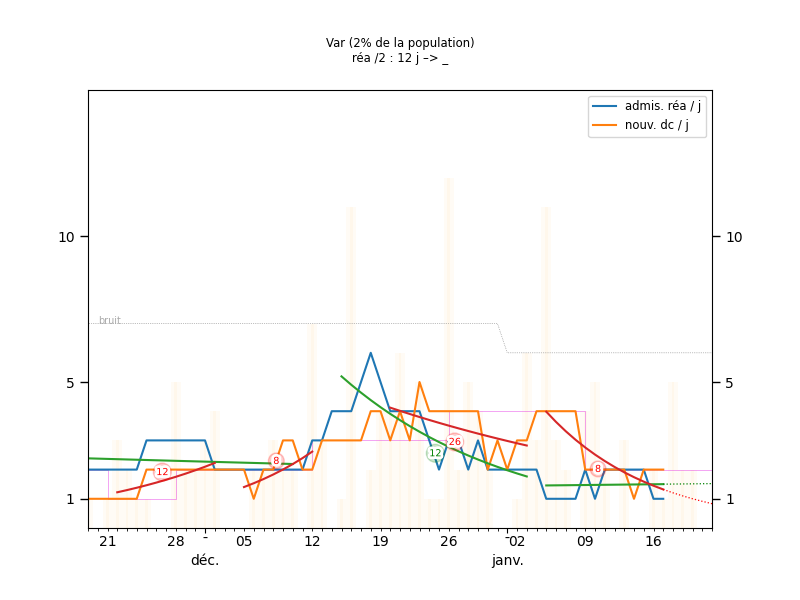 Var (2% de la population)
réa /2 : 12 j –> _
admis. réa / j
nouv. dc / j
10
10
bruit
5
5
12
8
12
26
8
1
1
21
28
05
12
19
26
02
09
16
déc.
janv.